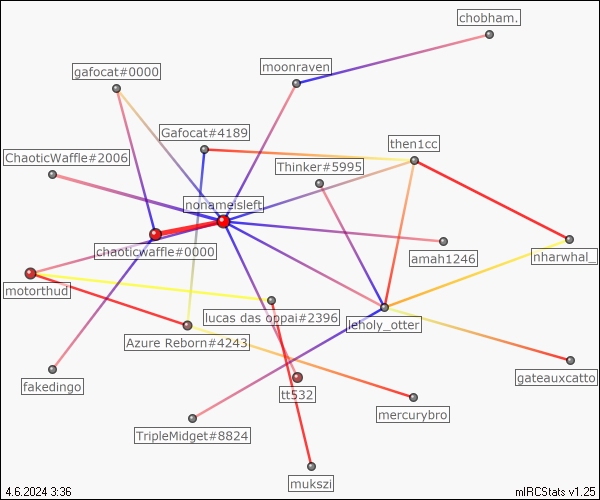 chobham.
moonraven
gafocat#0000
Gafocat#4189
then1cc
ChaoticWaffle#2006
Thinker#5995
nonameisleft
chaoticwaffle#0000
amah1246
nharwhal_
motorthud
lucas das oppai#2396
leholy_otter
Azure Reborn#4243
gateauxcatto
fakedingo
tt532
mercurybro
TripleMidget#8824
mukszi
4.6.2024 3:36
mIRCStats v1.25